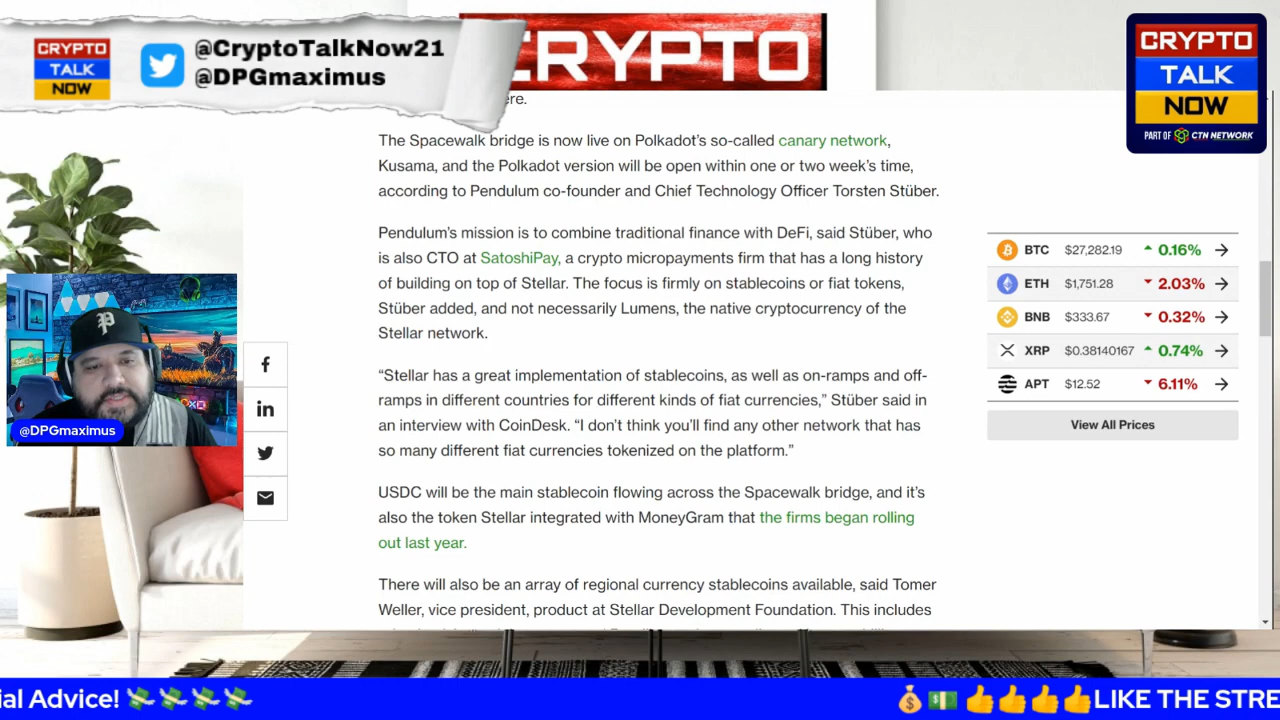 CRYPTO
TALK
NOW
@CryptoTalkNow21
@DPGmaximus
CRYPTO
CRYPTO
TALK
NOW
PART OF CTN NETWORK
ere.
The Spacewalk bridge is now live on Polkadot's so-called canary network,
Kusama, and the Polkadot version will be open within one or two week's time,
according to Pendulum co-founder and Chief Technology Officer Torsten Stüber.
Pendulum's mission is to combine traditional finance with DeFi, said Stüber, who
is also CTO at SatoshiPay, a crypto micropayments firm that has a long history
of building on top of Stellar. The focus is firmly on stablecoins or fiat tokens,
Stüber added, and not necessarily Lumens, the native cryptocurrency of the
Stellar network.
“Stellar has a great implementation of stablecoins, as well as on-ramps and off-
ramps in different countries for different kinds of fiat currencies,” Stüber said in
an interview with CoinDesk. “I don't think you'll find any other network that has
so many different fiat currencies tokenized on the platform.”
USDC will be the main stablecoin flowing across the Spacewalk bridge, and it's
also the token Stellar integrated with MoneyGram that the firms began rolling
out last year.
There will also be an array of regional currency stablecoins available, said Tomer
Weller, vice president, product at Stellar Development Foundation. This includes
BTC $27,282.19 0.16%
ETH $1,751.28 2.03%
BNB $333.67 0.32%
XRP $0.38140167 0.74%
APT $12.52 6.11%
View All Prices
@DPGmaximus
ial Advice! 💸💸💸💸 💰💵👍👍👍👍LIKE THE STRE